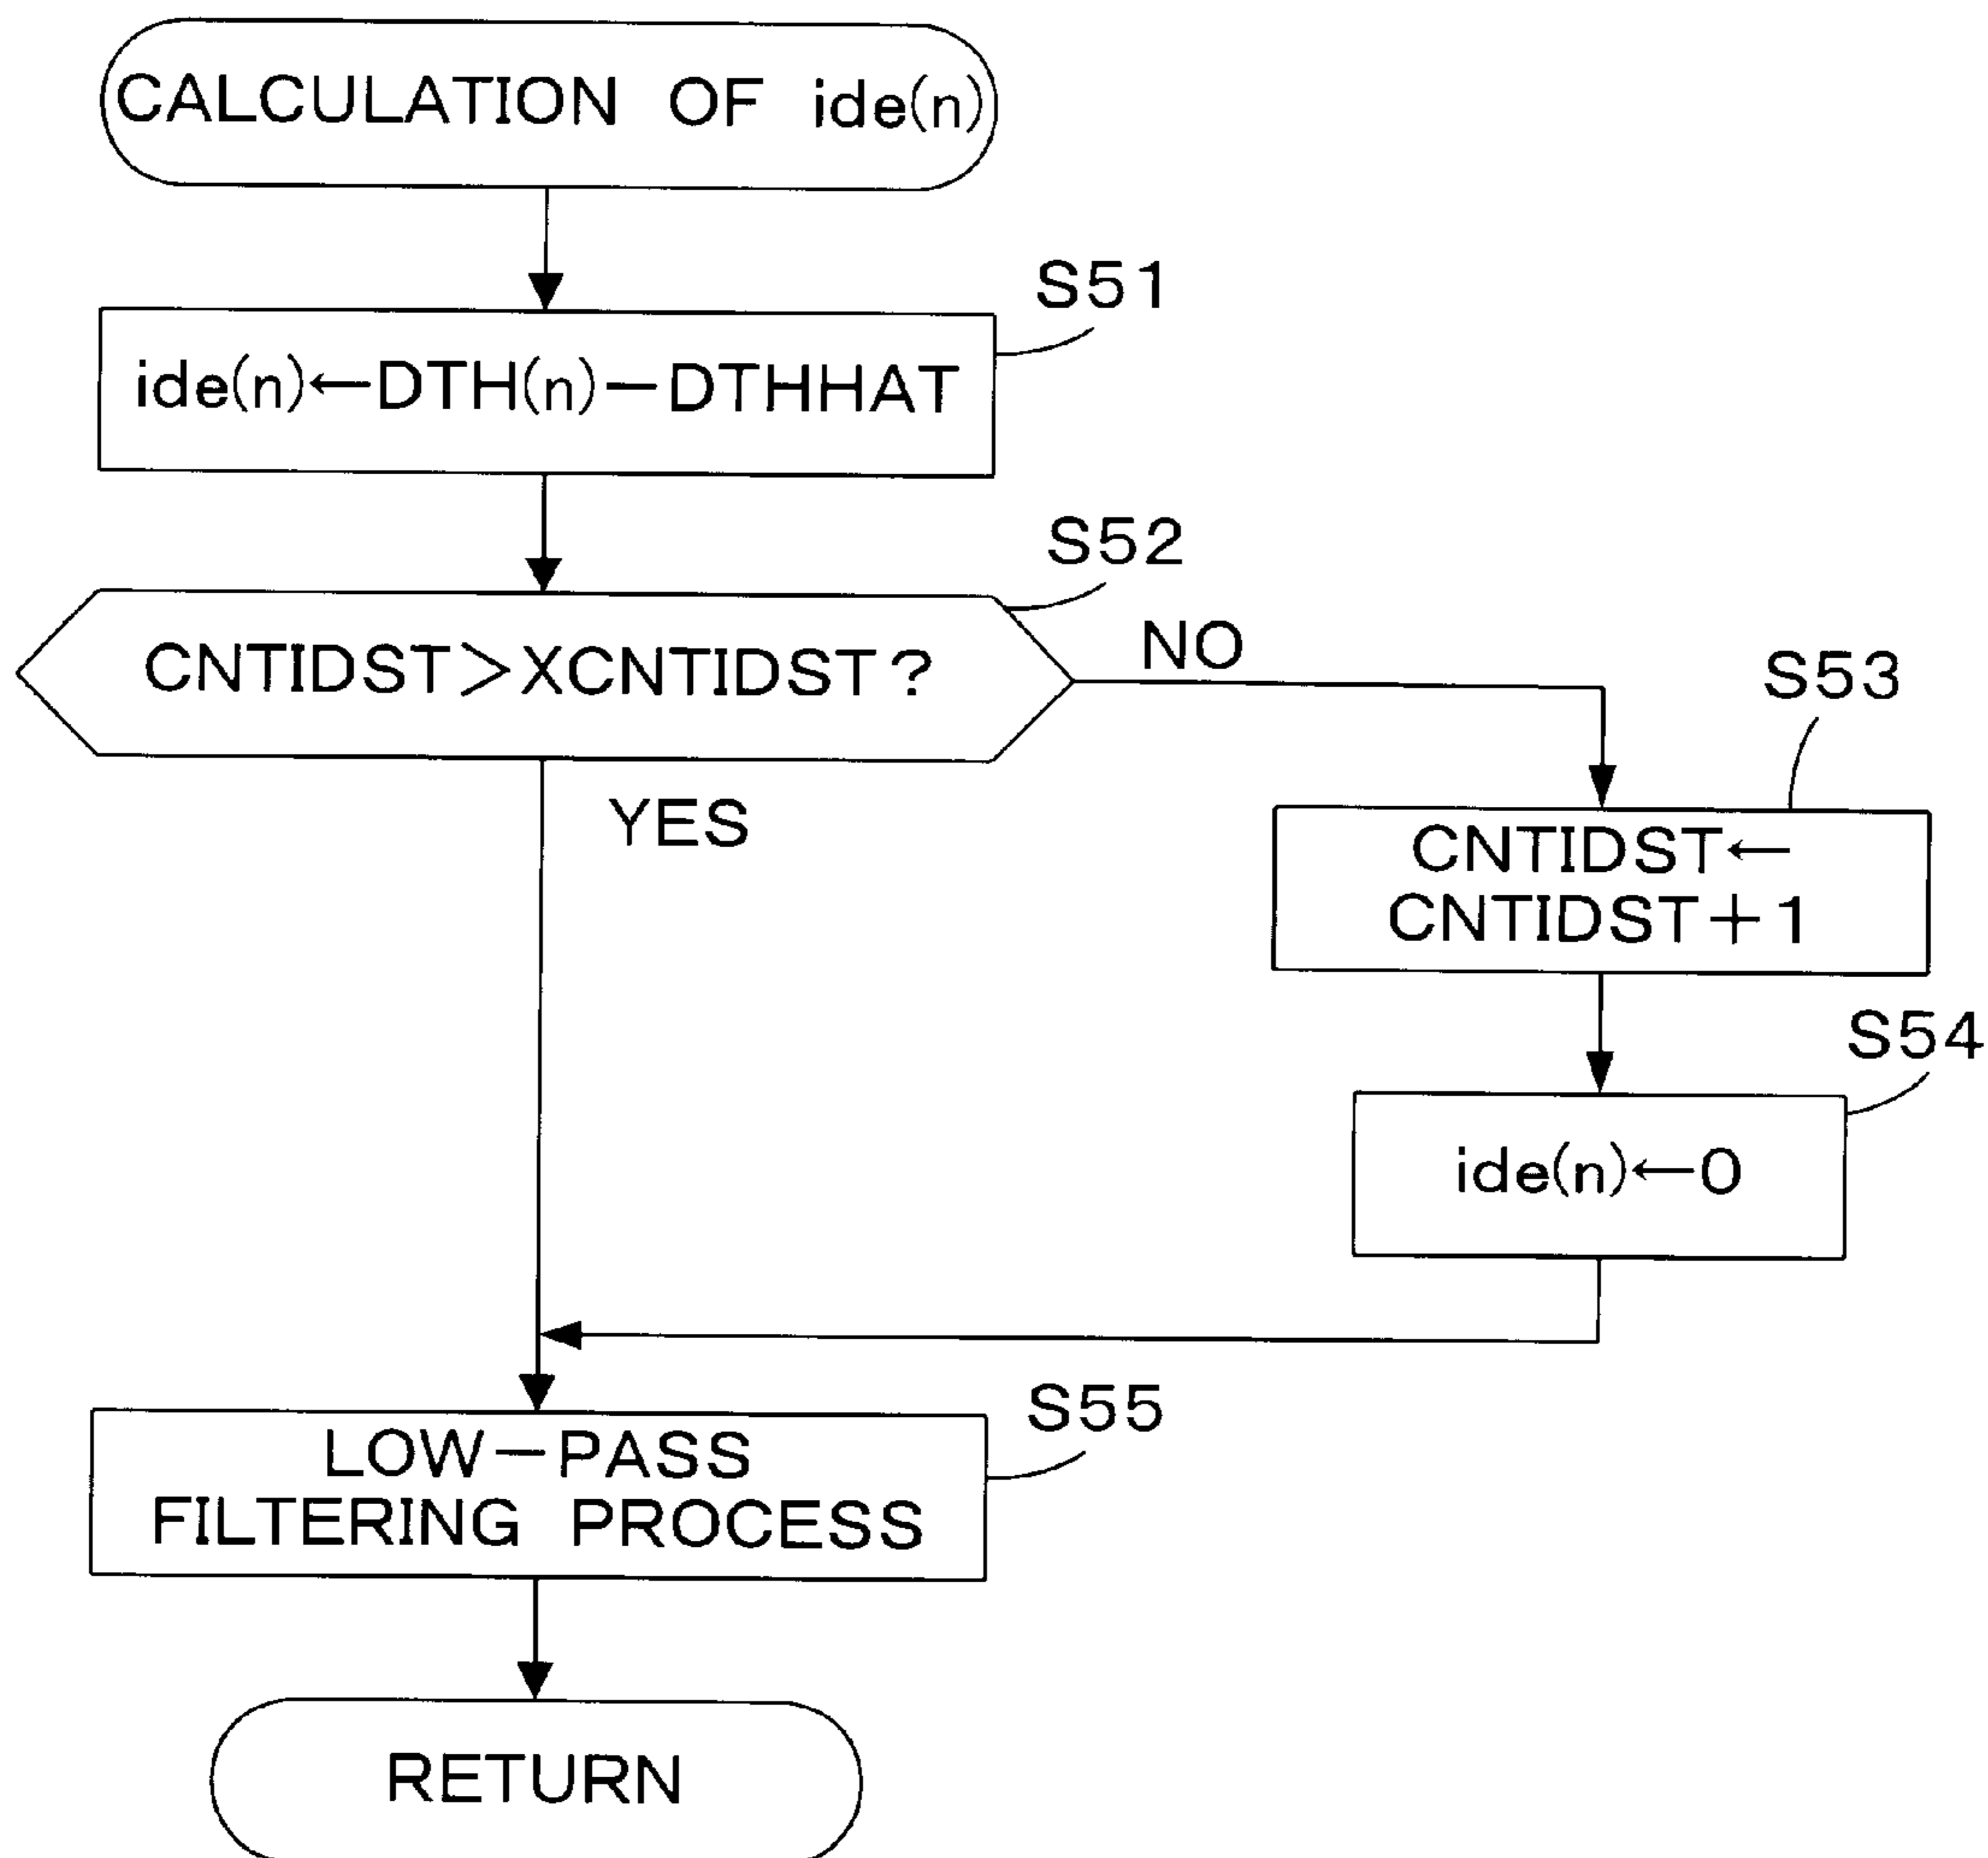 CALCULATION OF ide(n)
S51
ide(n)←DTH(n)－DTHHAT
S52
CNTIDST＞XCNTIDST?
NO
YES
S53
CNTIDST←
CNTIDST＋1
S54
ide(n)←0
S55
LOW－PASS
FILTERING PROCESS
RETURN